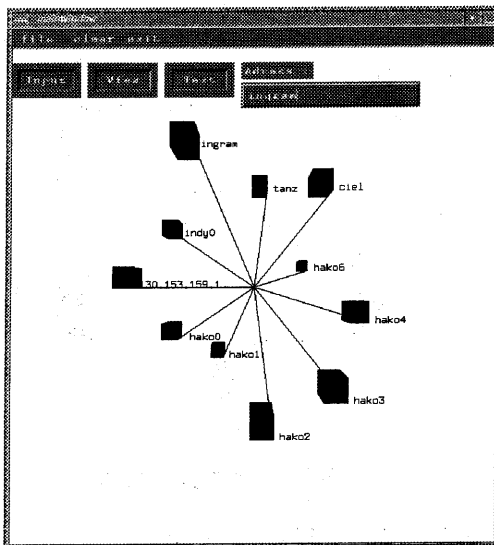 file clear exit
Input View Text
ingram
ingram
tanz ciel
indy0
hako6
30.153.159.1
hako4
hako0
hako1
hako3
hako2